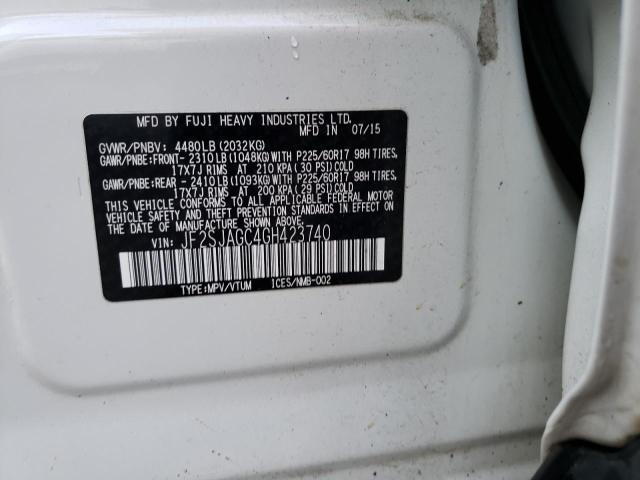 MFD BY FUJI HEAVY INDUSTRIES LTD.
MADE IN 07/15
GVWR/PNBV: 4480LB (2032KG)
GAWR/PNBE:FRONT- 2310LB (1048KG) WITH P225/60R17 98H TIRES,
17X7J RIMS AT 210 KPA ( 30 PSI) COLD
GAWR/PNBE:REAR - 2410LB (1093KG) WITH P225/60R17 98H TIRES,
17X7J RIMS AT 200 KPA (29 PSI) COLD
THIS VEHICLE CONFORMS TO ALL APPLICABLE FEDERAL MOTOR
VEHICLE SAFETY AND THEFT PREVENTION STANDARDS IN EFFECT ON
THE DATE OF MANUFACTURE SHOWN ABOVE.
VIN: JF2SJAGC4GH423740
TYPE:MPV/VTUM ICES/NMB-002